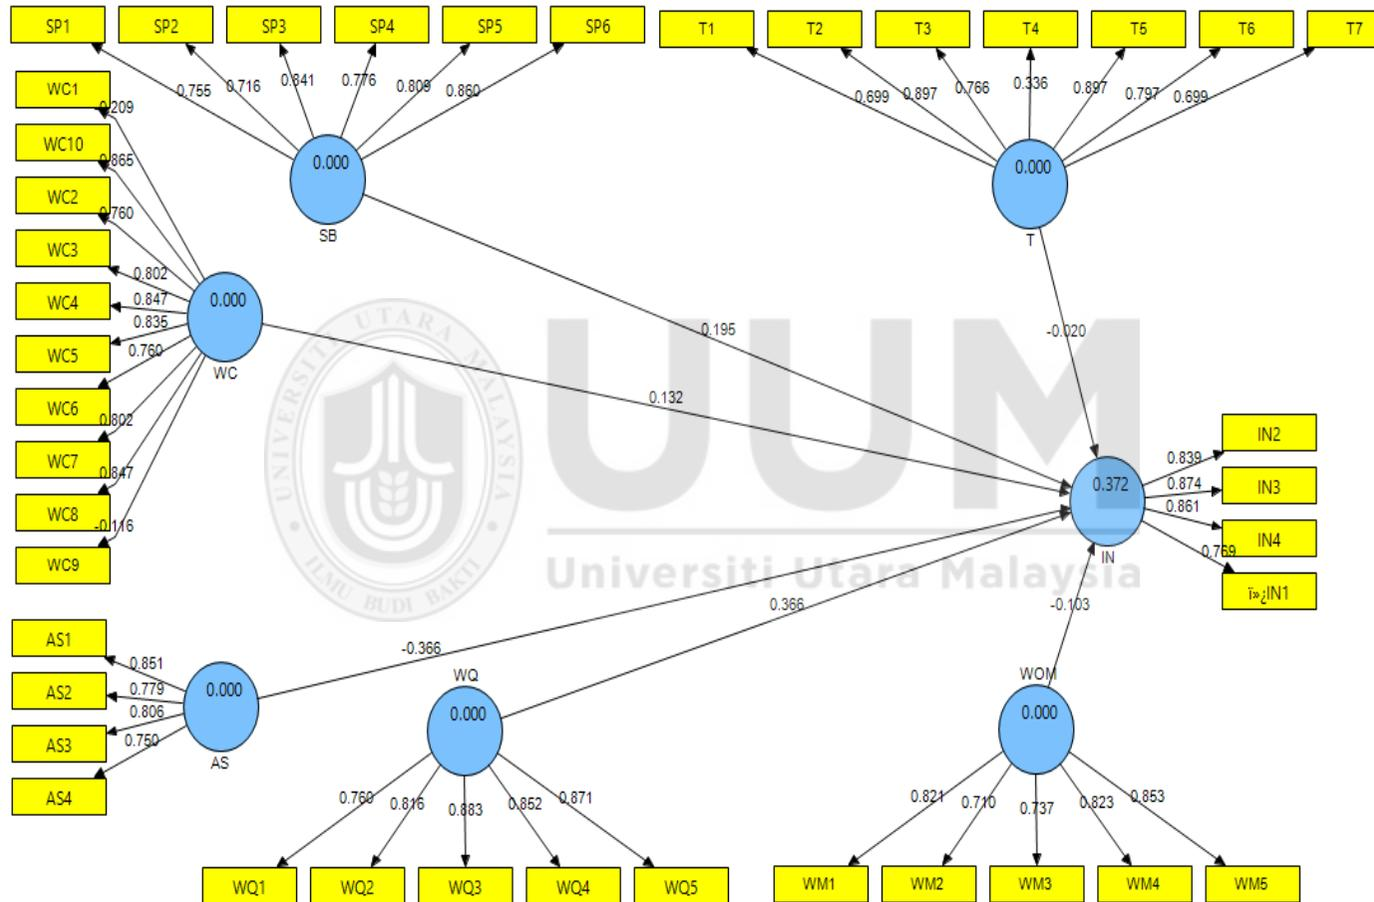 SP1 SP2 SP3 SP4 SP5 SP6
T1 T2 T3 T4 T5 T6 T7
0.755 0.716 0.841 0.776 0.809 0.860
0.699 0.897 0.766 0.336 0.897 0.797 0.699
0.000
SB
0.000
T
WC1
WC10
WC2
WC3
WC4
WC5
WC6
WC7
WC8
WC9
0.209
0.865
0.760
0.802
0.847
0.835
0.760
0.802
0.847
-0.116
0.000
WC
0.195
0.132
-0.020
-0.366
0.366
-0.103
UNIVERSITI UTARA MALAYSIA
ILMU BUDI BAKTI
UUM
Universiti Utara Malaysia
0.372
IN
0.839
0.874
0.861
0.769
IN2
IN3
IN4
ï»¿IN1
AS1
AS2
AS3
AS4
0.851
0.779
0.806
0.750
0.000
AS
WQ
0.000
0.760 0.816 0.883 0.852 0.871
WQ1 WQ2 WQ3 WQ4 WQ5
WOM
0.000
0.821 0.710 0.737 0.823 0.853
WM1 WM2 WM3 WM4 WM5